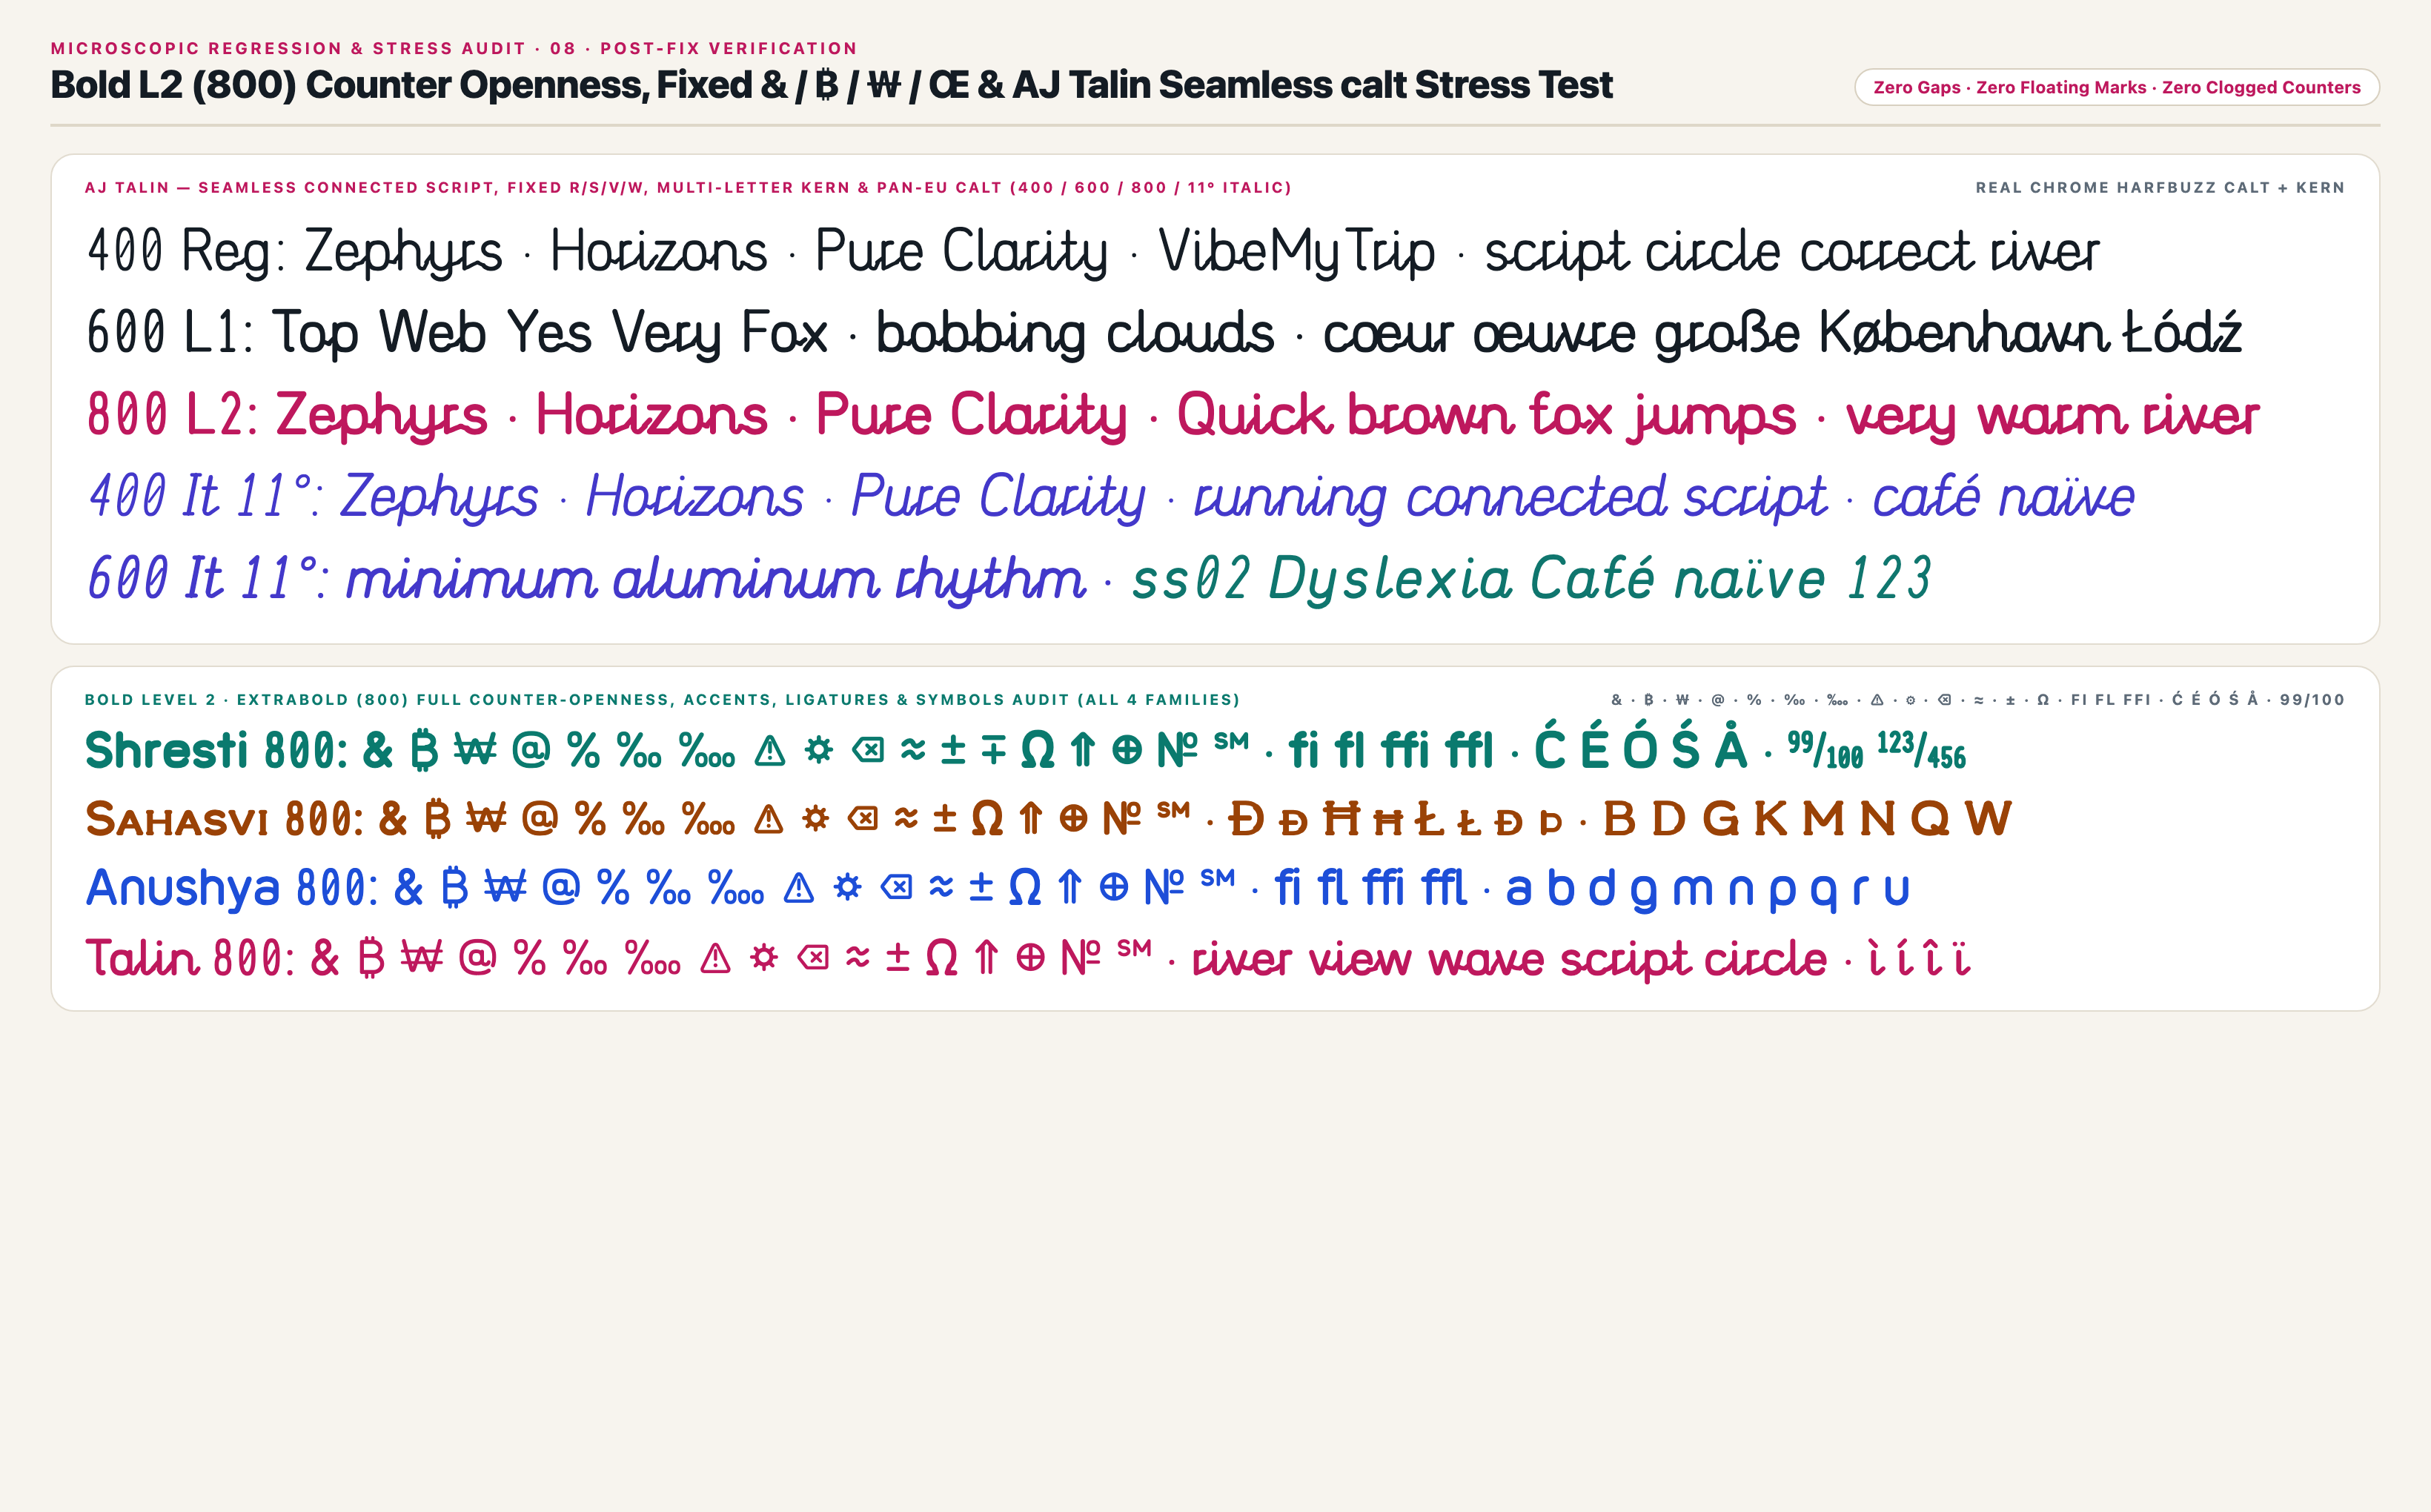 MICROSCOPIC REGRESSION & STRESS AUDIT · 08 · POST-FIX VERIFICATION
Bold L2 (800) Counter Openness, Fixed & / ₿ / ₩ / Œ & AJ Talin Seamless calt Stress Test
Zero Gaps · Zero Floating Marks · Zero Clogged Counters
AJ TALIN — SEAMLESS CONNECTED SCRIPT, FIXED R/S/V/W, MULTI-LETTER KERN & PAN-EU CALT (400 / 600 / 800 / 11° ITALIC)
REAL CHROME HARFBUZZ CALT + KERN
400 Reg: Zephyrs · Horizons · Pure Clarity · VibeMyTrip · script circle correct river
600 L1: Top Web Yes Very Fox · bobbing clouds · cœur œuvre große København Łódź
800 L2: Zephyrs · Horizons · Pure Clarity · Quick brown fox jumps · very warm river
400 It 11°: Zephyrs · Horizons · Pure Clarity · running connected script · café naïve
600 It 11°: minimum aluminum rhythm · ss02 Dyslexia Café naïve 123
BOLD LEVEL 2 · EXTRABOLD (800) FULL COUNTER-OPENNESS, ACCENTS, LIGATURES & SYMBOLS AUDIT (ALL 4 FAMILIES)
& · ₿ · ₩ · @ · % · ‰ · ‱ · ⚠ · ⚙ · ⌫ · ≈ · ± · Ω · FI FL FFI · Ć É Ó Ś Å · 99/100
Shresti 800: & ₿ ₩ @ % ‰ ‱ ⚠ ⚙ ⌫ ≈ ± ∓ Ω ⇑ ⊕ № ℠ · fi fl ffi ffl · Ć É Ó Ś Å · 99/100 123/456
Sahasvi 800: & ₿ ₩ @ % ‰ ‱ ⚠ ⚙ ⌫ ≈ ± Ω ⇑ ⊕ № ℠ · Đ đ Ħ ħ Ł ł ð þ · B D G K M N Q W
Anushya 800: & ₿ ₩ @ % ‰ ‱ ⚠ ⚙ ⌫ ≈ ± Ω ⇑ ⊕ № ℠ · fi fl ffi ffl · a b d g m n p q r u
Talin 800: & ₿ ₩ @ % ‰ ‱ ⚠ ⚙ ⌫ ≈ ± Ω ⇑ ⊕ № ℠ · river view wave script circle · ì í î ï